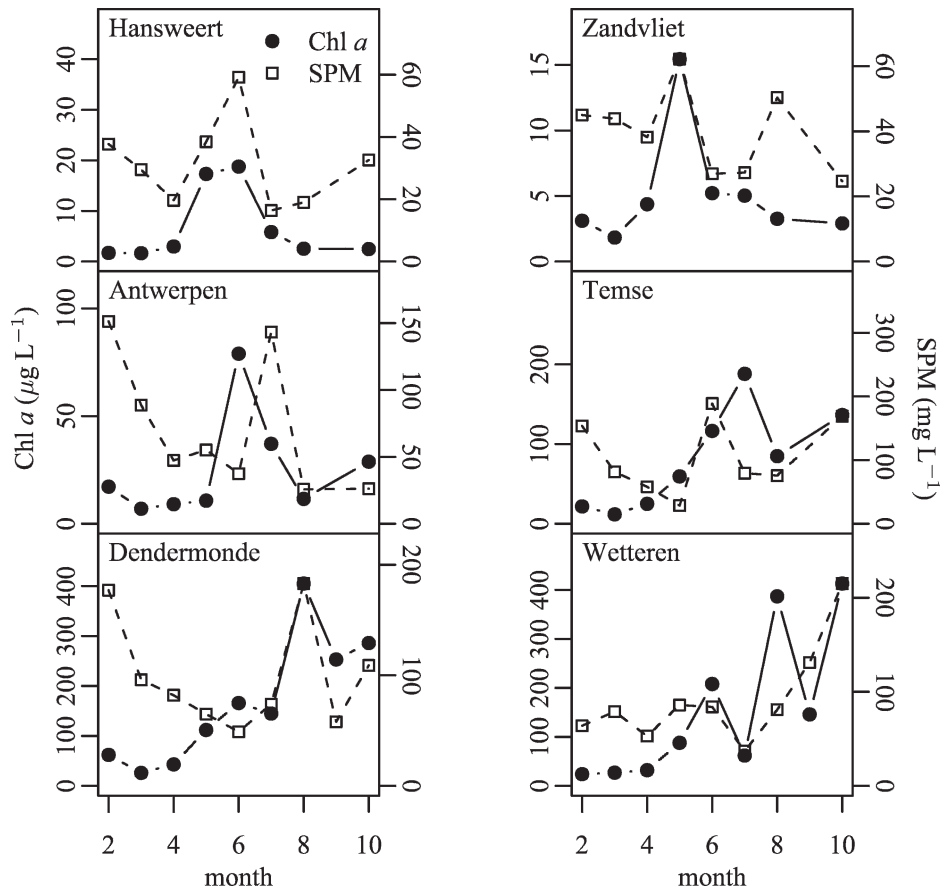 Hansweert
Chl a
SPM
0 10 20 30 40
0 20 40 60
Zandvliet
0 5 10 15
0 20 40 60
Antwerpen
0 50 100
0 50 100 150
Temse
0 100 200
0 100 200 300
Dendermonde
0 100 200 300 400
0 100 200
Wetteren
0 100 200 300 400
0 100 200
Chl a (μg L⁻¹)
SPM (mg L⁻¹)
2 4 6 8 10
month
2 4 6 8 10
month